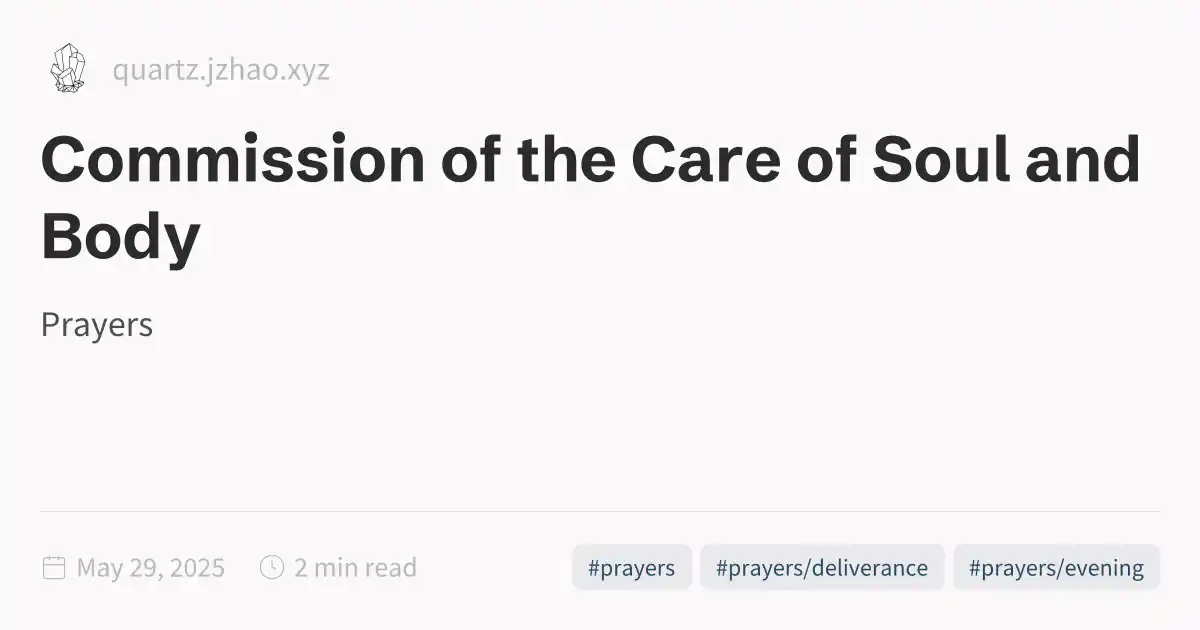 quartz.jzhao.xyz
Commission of the Care of Soul and
Body
Prayers
May 29, 2025 2 min read #prayers #prayers/deliverance #prayers/evening